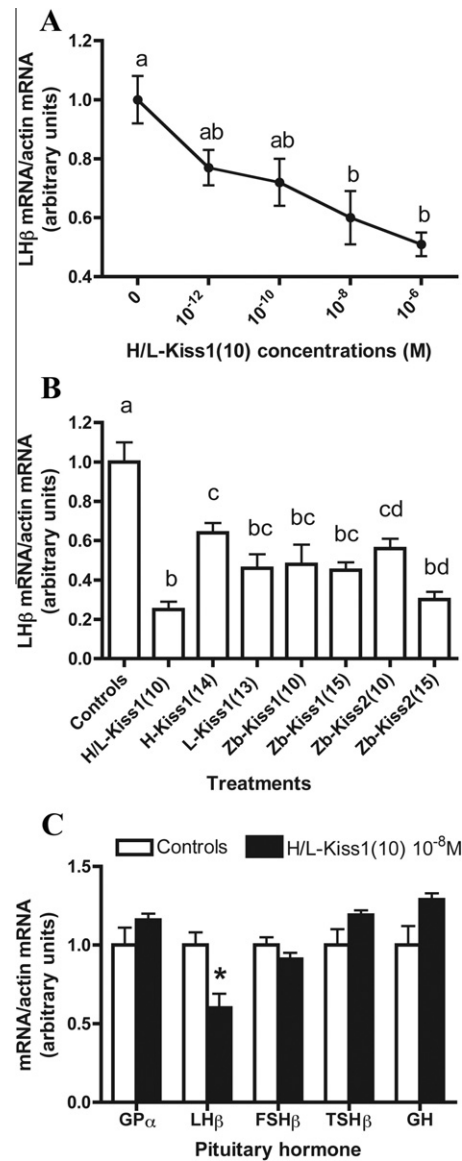 A
LHβ mRNA/actin mRNA
(arbitrary units)
1.2
1.0
0.8
0.6
0.4
a
ab
ab
b
b
0
10-12
10-10
10-8
10-6
H/L-Kiss1(10) concentrations (M)
B
LHβ mRNA/actin mRNA
(arbitrary units)
1.2
1.0
0.8
0.6
0.4
0.2
0.0
a
b
c
bc
bc
bc
cd
bd
Controls
H/L-Kiss1(10)
H-Kiss1(14)
L-Kiss1(13)
Zb-Kiss1(10)
Zb-Kiss1(15)
Zb-Kiss2(10)
Zb-Kiss2(15)
Treatments
C
Controls
H/L-Kiss1(10) 10-8M
mRNA/actin mRNA
(arbitrary units)
1.5
1.0
0.5
0.0
*
GPα
LHβ
FSHβ
TSHβ
GH
Pituitary hormone